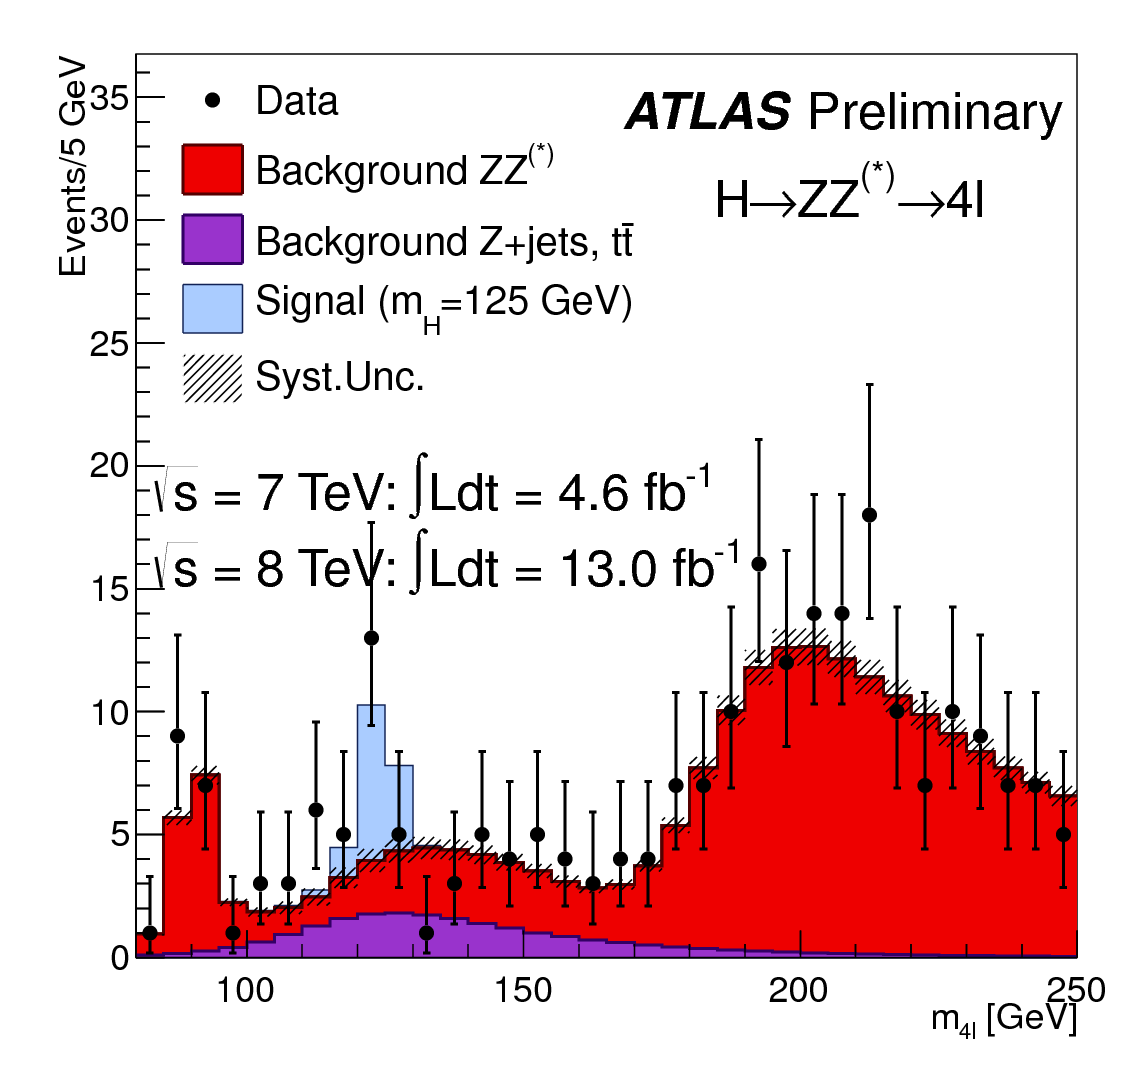 Events/5 GeV
35
30
25
20
15
10
5
0
Data
Background ZZ(*)
Background Z+jets, tt̄
Signal (mH=125 GeV)
Syst.Unc.
ATLAS Preliminary
H→ZZ(*)→4l
√s = 7 TeV: ∫Ldt = 4.6 fb-1
√s = 8 TeV: ∫Ldt = 13.0 fb-1
100 150 200 250
m4l [GeV]